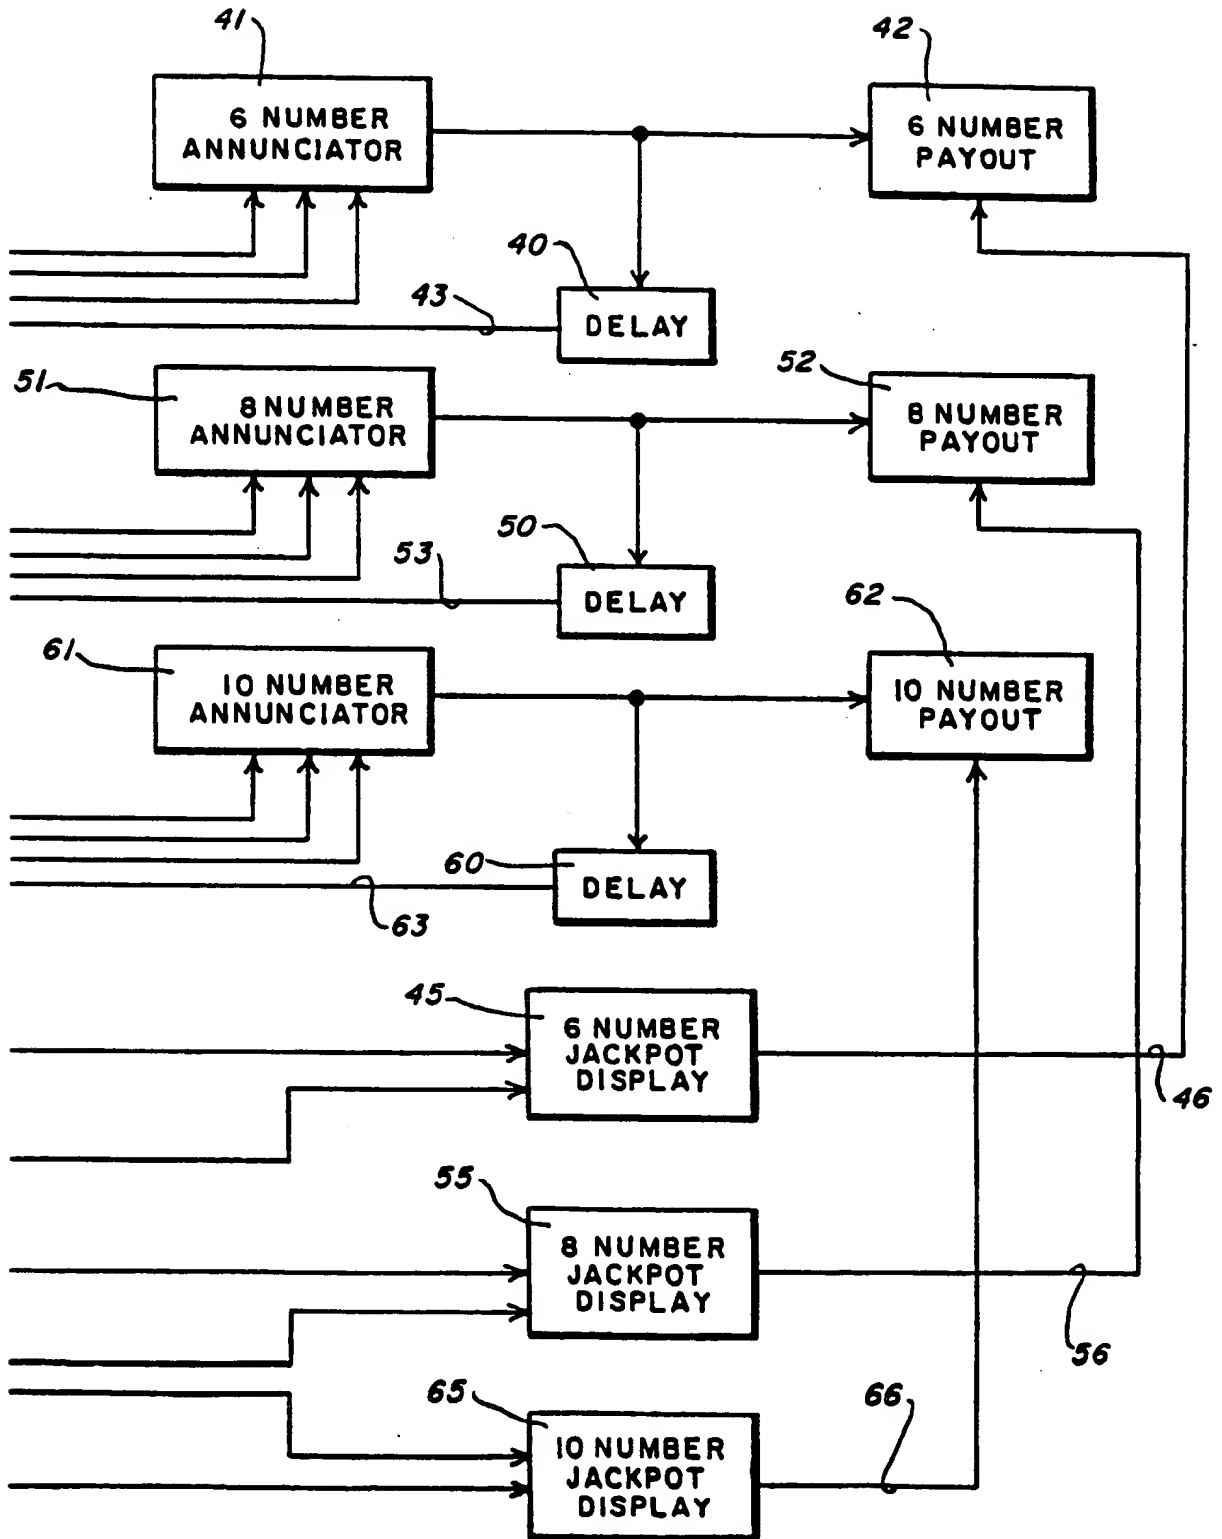 41
42
6 NUMBER
ANNUNCIATOR
6 NUMBER
PAYOUT
40
43
DELAY
51
52
8 NUMBER
ANNUNCIATOR
8 NUMBER
PAYOUT
50
53
DELAY
62
61
10 NUMBER
ANNUNCIATOR
10 NUMBER
PAYOUT
60
DELAY
63
45
6 NUMBER
JACKPOT
DISPLAY
46
55
8 NUMBER
JACKPOT
DISPLAY
56
65
66
10 NUMBER
JACKPOT
DISPLAY